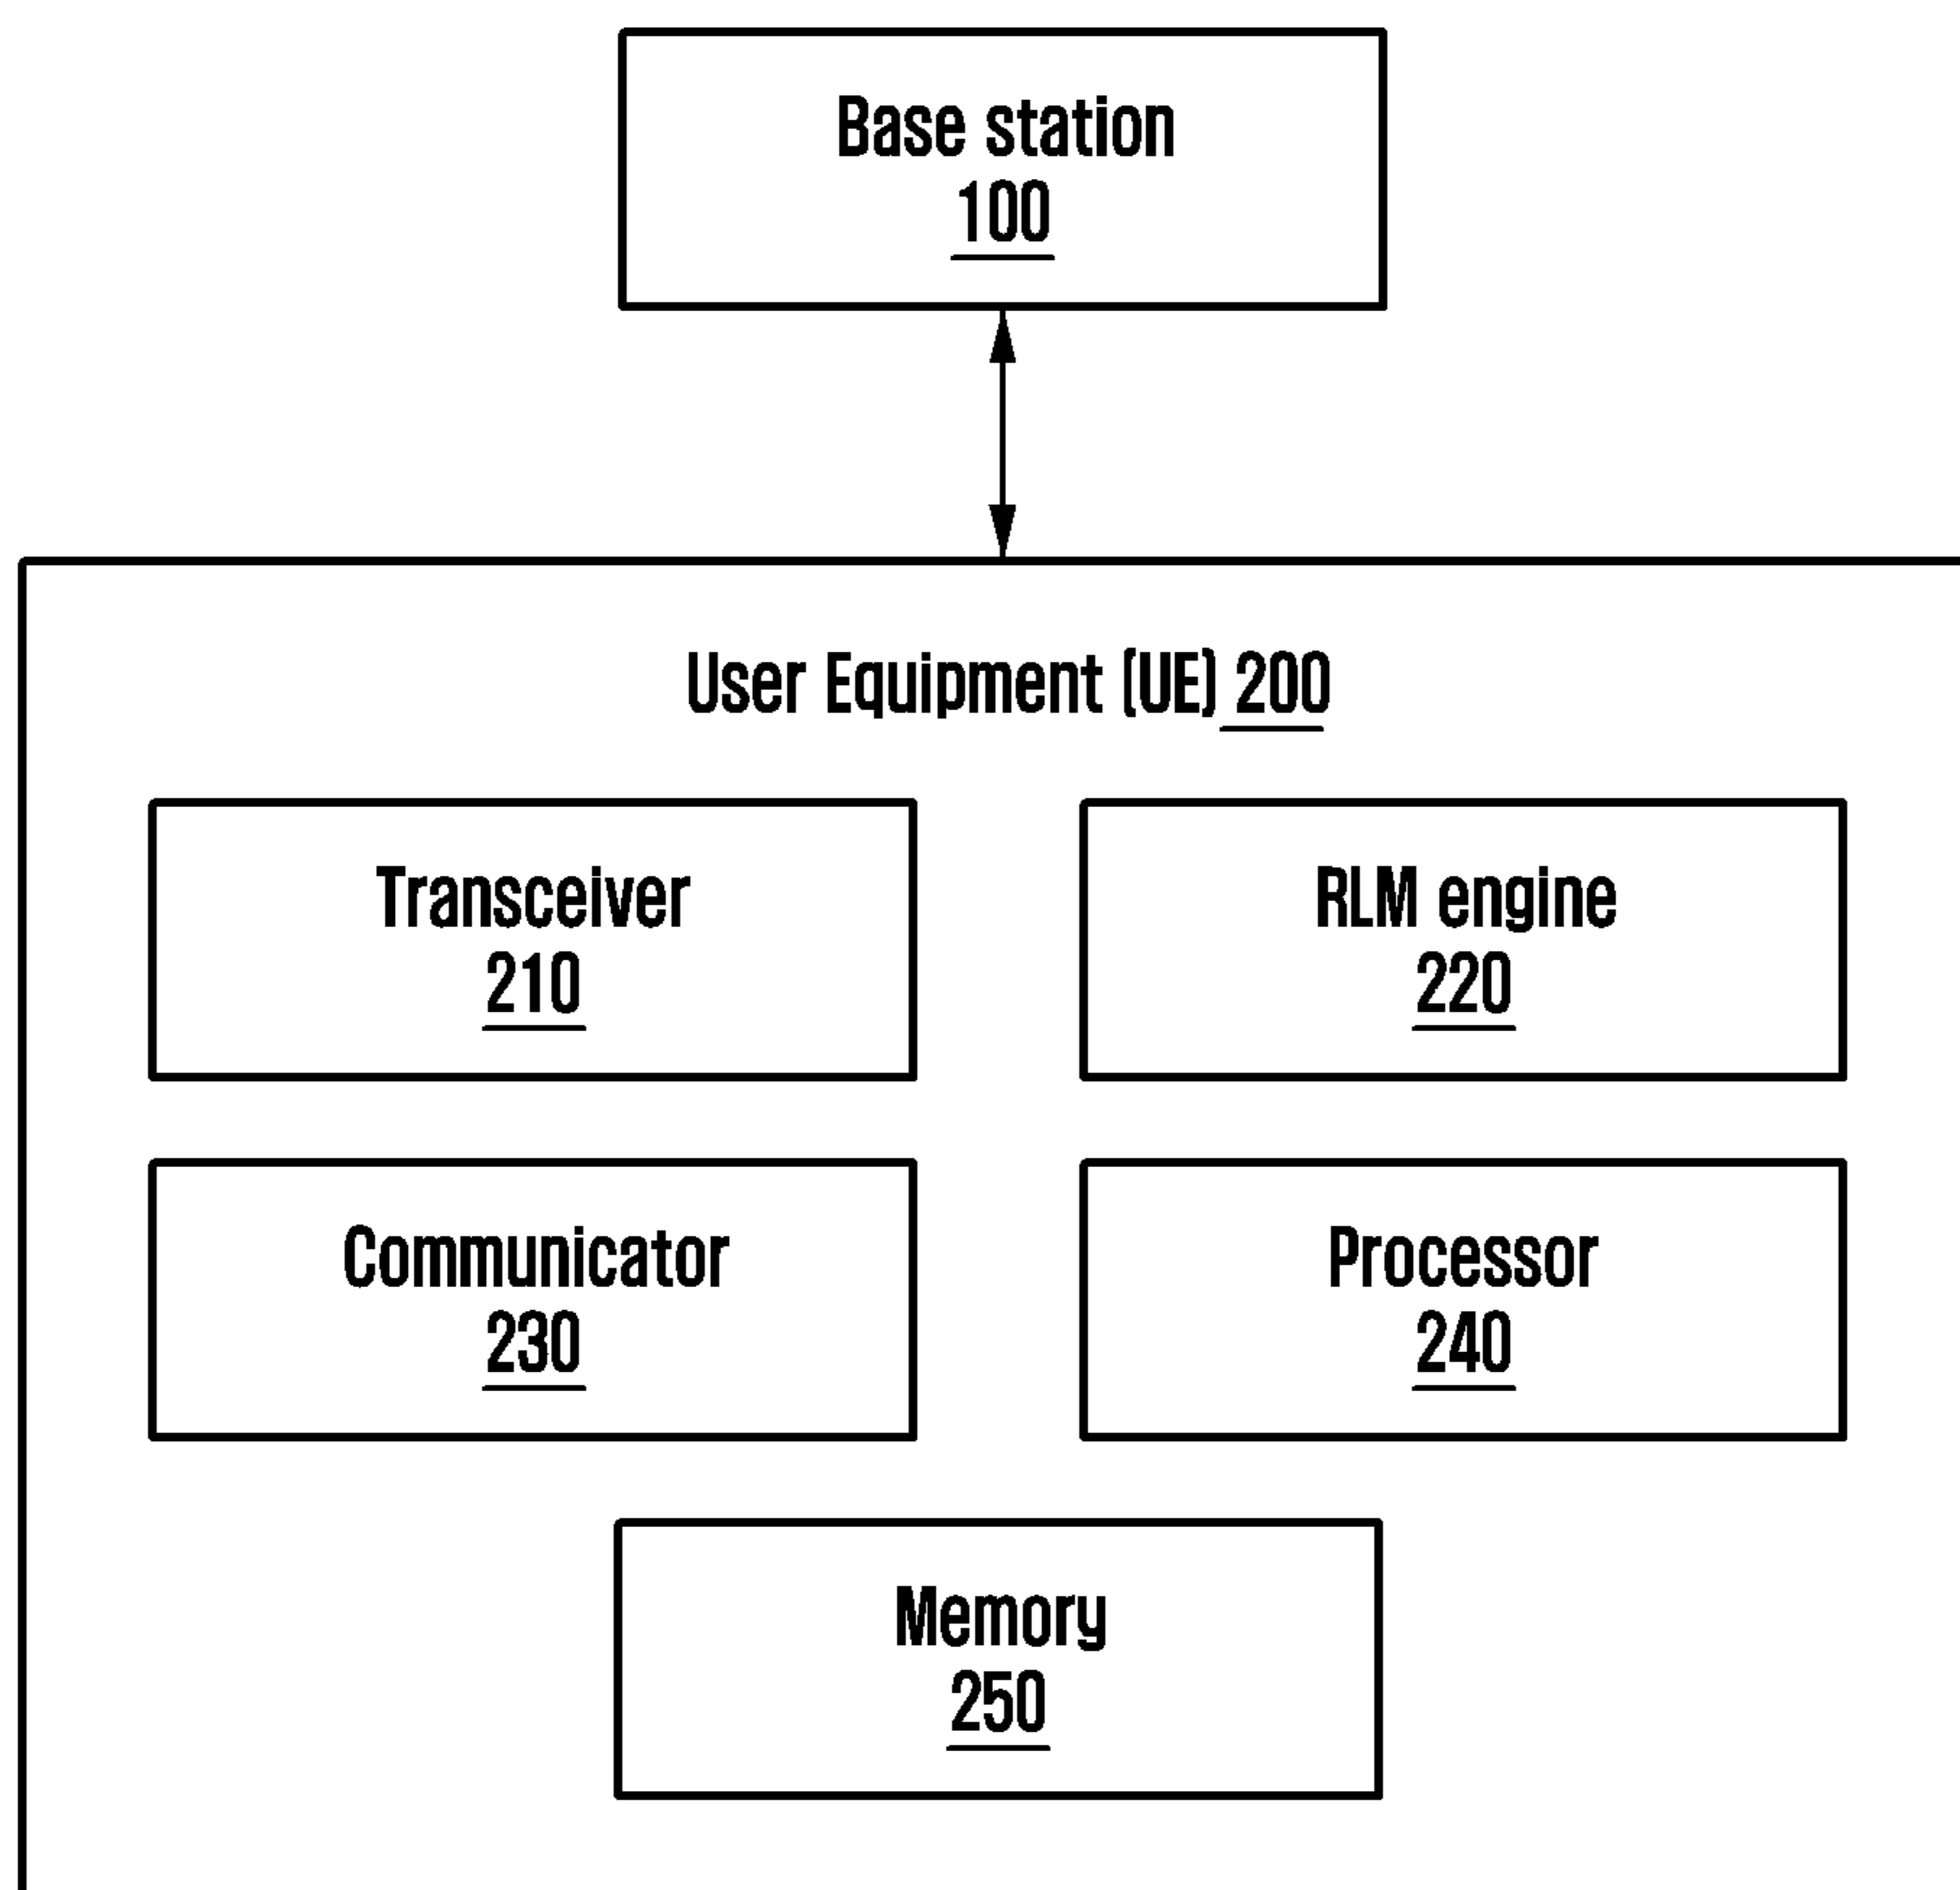 Base station
100
User Equipment (UE) 200
Transceiver
210
RLM engine
220
Communicator
230
Processor
240
Memory
250